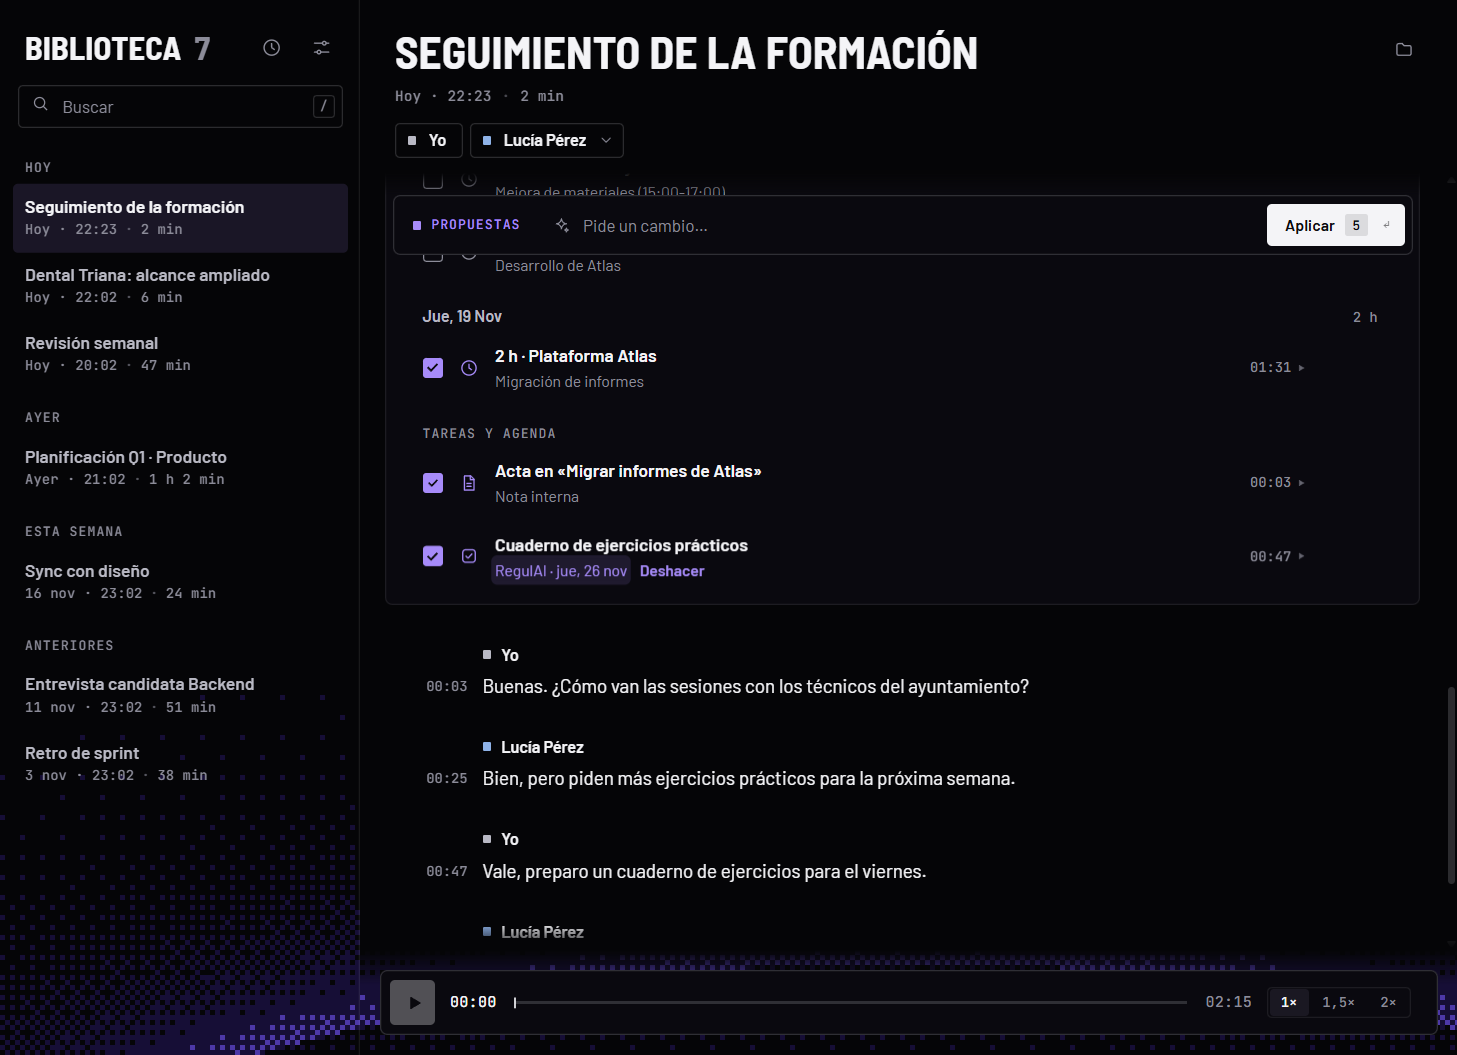 BIBLIOTECA 7
Buscar /
HOY
Seguimiento de la formación
Hoy · 22:23 · 2 min
Dental Triana: alcance ampliado
Hoy · 22:02 · 6 min
Revisión semanal
Hoy · 20:02 · 47 min
AYER
Planificación Q1 · Producto
Ayer · 21:02 · 1 h 2 min
ESTA SEMANA
Sync con diseño
16 nov · 23:02 · 24 min
ANTERIORES
Entrevista candidata Backend
11 nov · 23:02 · 51 min
Retro de sprint
3 nov · 23:02 · 38 min
SEGUIMIENTO DE LA FORMACIÓN
Hoy · 22:23 · 2 min
Yo
Lucía Pérez
Mejora de materiales (15:00-17:00)
PROPUESTAS
Pide un cambio...
Aplicar 5
Desarrollo de Atlas
Jue, 19 Nov
2 h
2 h · Plataforma Atlas
Migración de informes
01:31
TAREAS Y AGENDA
Acta en «Migrar informes de Atlas»
Nota interna
00:03
Cuaderno de ejercicios prácticos
RegulAI · jue, 26 nov Deshacer
00:47
Yo
00:03 Buenas. ¿Cómo van las sesiones con los técnicos del ayuntamiento?
Lucía Pérez
00:25 Bien, pero piden más ejercicios prácticos para la próxima semana.
Yo
00:47 Vale, preparo un cuaderno de ejercicios para el viernes.
Lucía Pérez
00:00
02:15
1×
1,5×
2×